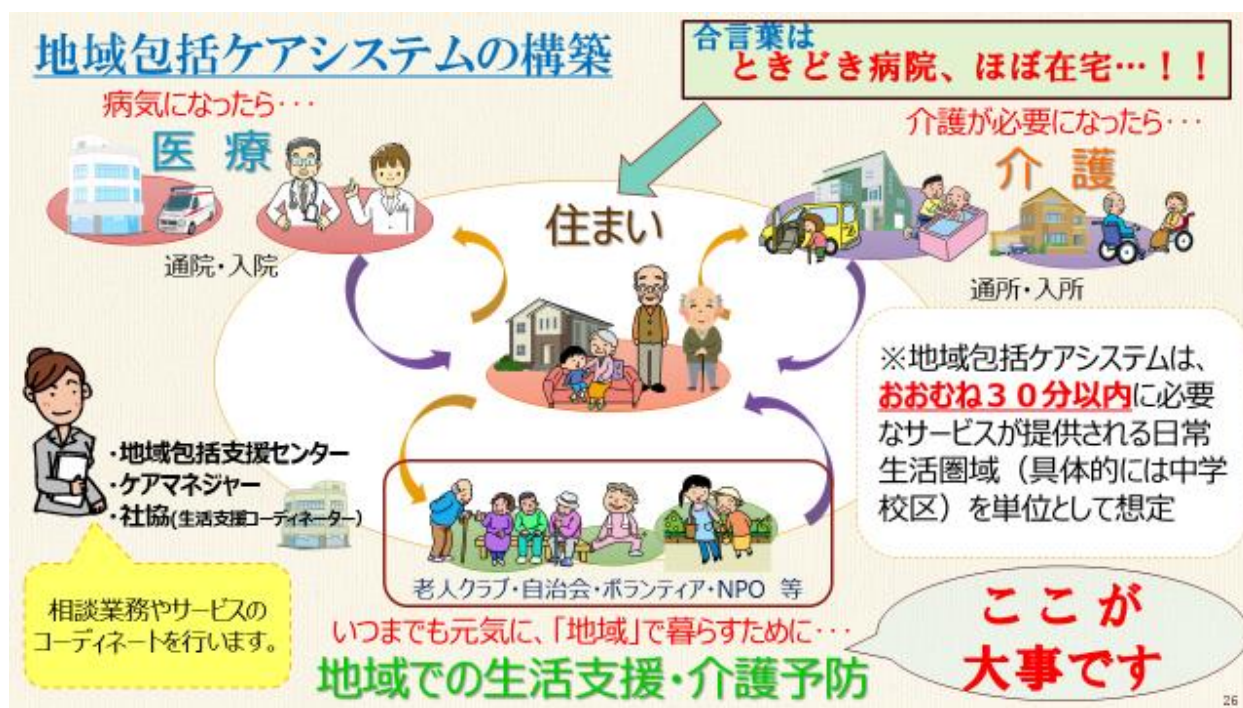 地域包括ケアシステムの構築
合言葉は
ときどき病院、ほぼ在宅…！！
病気になったら･･･
医療
通院・入院
介護が必要になったら･･･
介護
通所・入所
住まい
※地域包括ケアシステムは、
おおむね３０分以内に必要
なサービスが提供される日常
生活圏域（具体的には中学
校区）を単位として想定
・地域包括支援センター
・ケアマネジャー
・社協(生活支援コーディネーター)
相談業務やサービスの
コーディネートを行います。
老人クラブ・自治会・ボランティア・NPO 等
いつまでも元気に、「地域」で暮らすために･･･
地域での生活支援・介護予防
ここが
大事です
26